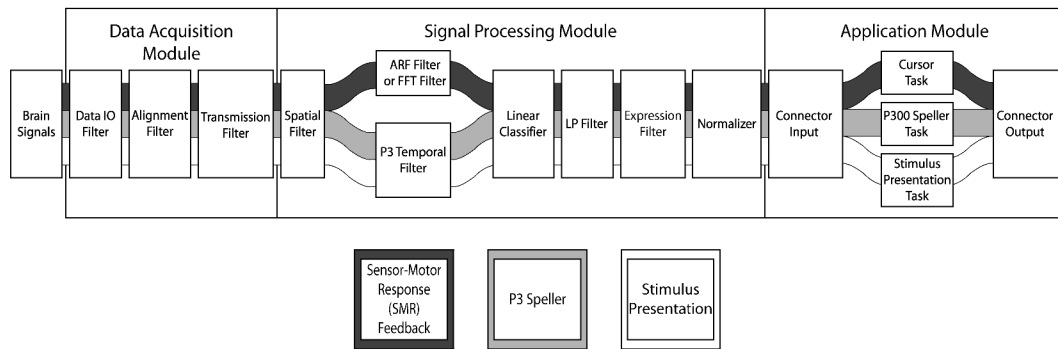 Data Acquisition
Module
Signal Processing Module
Application Module
Brain
Signals
Data IO
Filter
Alignment
Filter
Transmission
Filter
Spatial
Filter
ARF Filter
or FFT Filter
P3 Temporal
Filter
Linear
Classifier
LP Filter
Expression
Filter
Normalizer
Connector
Input
Cursor
Task
P300 Speller
Task
Stimulus
Presentation
Task
Connector
Output
Sensor-Motor
Response
(SMR)
Feedback
P3 Speller
Stimulus
Presentation